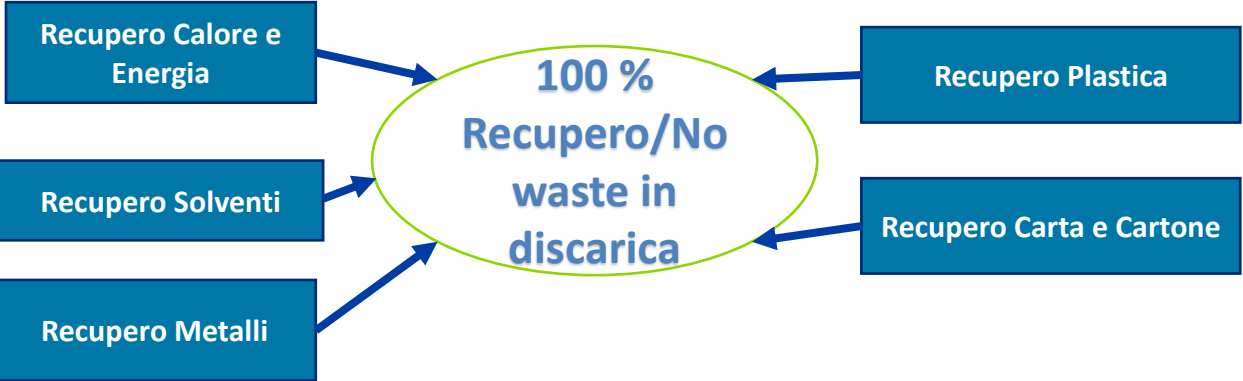 Recupero Calore e
Energia
Recupero Solventi
Recupero Metalli
100 %
Recupero/No
waste in
discarica
Recupero Plastica
Recupero Carta e Cartone